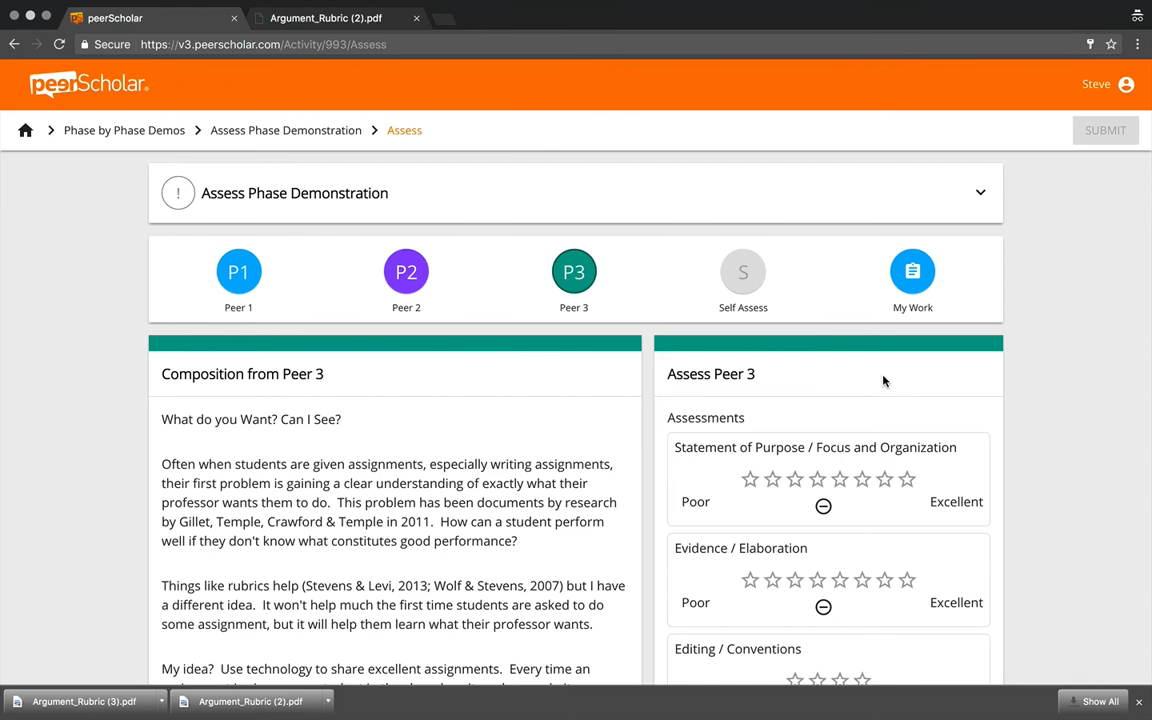 peerScholar
Argument_Rubric (2).pdf
Secure
https://v3.peerscholar.com/Activity/993/Assess
peerScholar
Steve
Phase by Phase Demos
Assess Phase Demonstration
Assess
SUBMIT
! Assess Phase Demonstration
P1
P2
P3
S
Peer 1
Peer 2
Peer 3
Self Assess
My Work
Composition from Peer 3
What do you Want? Can I See?
Often when students are given assignments, especially writing assignments,
their first problem is gaining a clear understanding of exactly what their
professor wants them to do. This problem has been documents by research
by Gillet, Temple, Crawford & Temple in 2011. How can a student perform
well if they don't know what constitutes good performance?
Things like rubrics help (Stevens & Levi, 2013; Wolf & Stevens, 2007) but I have
a different idea. It won't help much the first time students are asked to do
some assignment, but it will help them learn what their professor wants.
My idea? Use technology to share excellent assignments. Every time an
Assess Peer 3
Assessments
Statement of Purpose / Focus and Organization
Poor
Excellent
Evidence / Elaboration
Poor
Excellent
Editing / Conventions
Argument_Rubric (3).pdf
Argument_Rubric (2).pdf
Show All